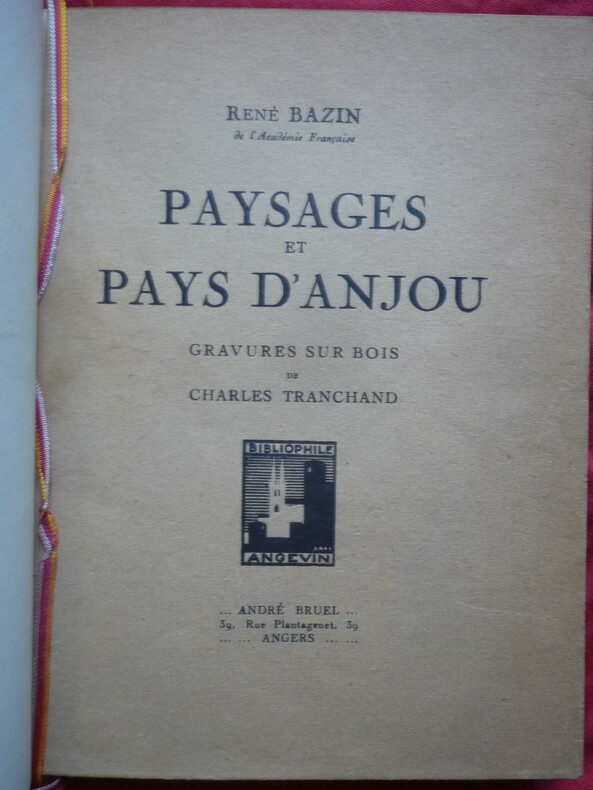 RENÉ BAZIN
de l'Académie Française
PAYSAGES
ET
PAYS D'ANJOU
GRAVURES SUR BOIS
DE
CHARLES TRANCHAND
BIBLIOPHILE
ANGEVIN
... ANDRÉ BRUEL ...
39, Rue Plantagenet, 39
... ... ANGERS ... ...